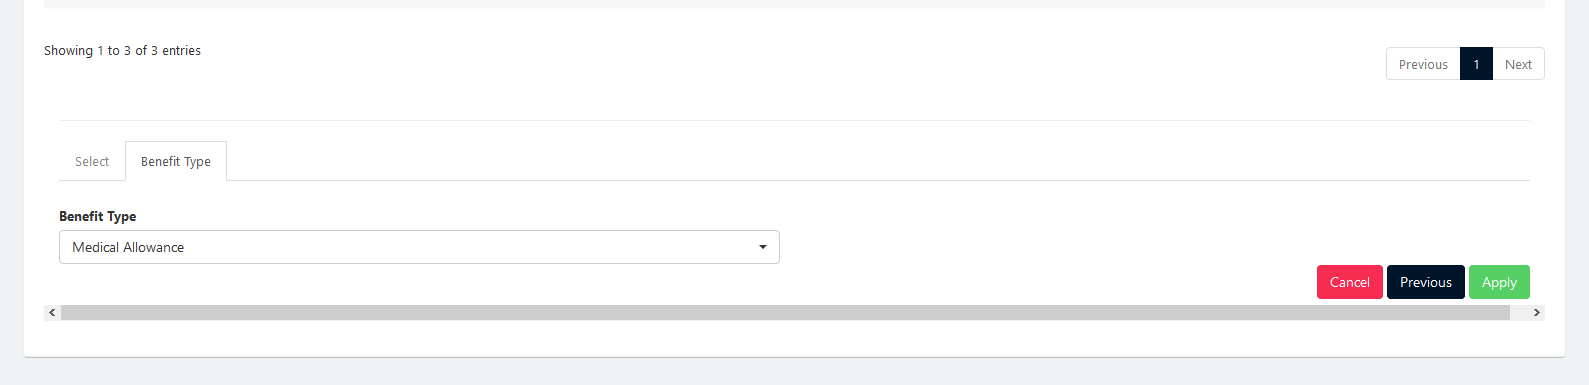 Showing 1 to 3 of 3 entries
Previous 1 Next
Select Benefit Type
Benefit Type
Medical Allowance
Cancel Previous Apply